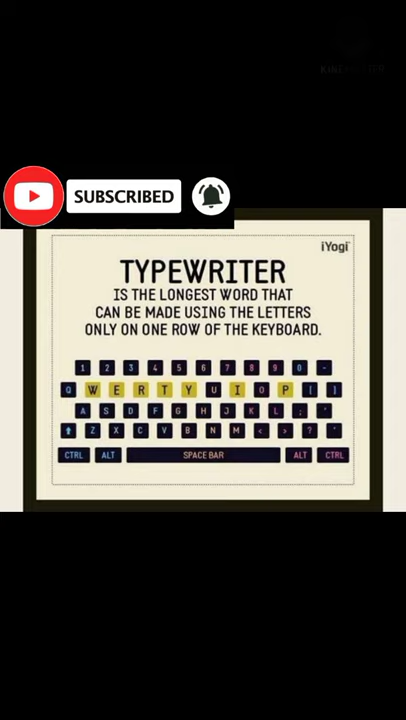 KINEMASTER
SUBSCRIBED
iYogi
TYPEWRITER
IS THE LONGEST WORD THAT
CAN BE MADE USING THE LETTERS
ONLY ON ONE ROW OF THE KEYBOARD.
1 2 3 4 5 6 7 8 9 0 -
Q W E R T Y U I O P [ ]
A S D F G H J K L ; '
Z X C V B N M < > ? '
CTRL ALT SPACE BAR ALT CTRL